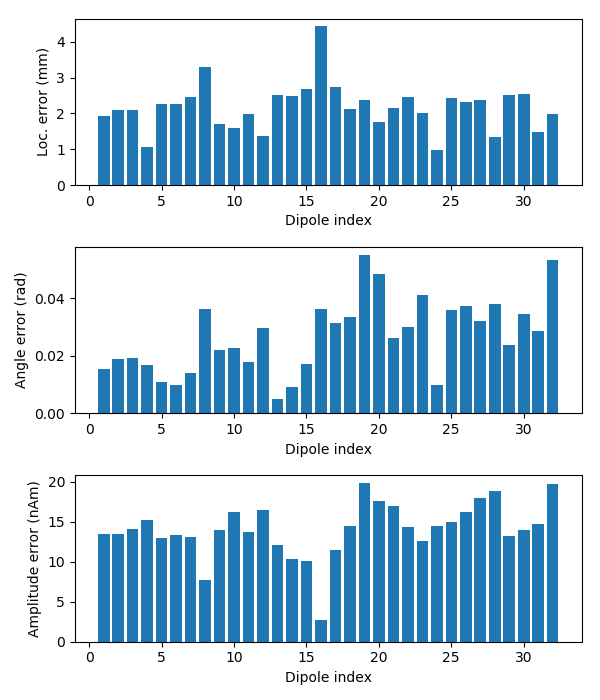 4
3
2
1
0
Loc. error (mm)
0 5 10 15 20 25 30
Dipole index
0.04
0.02
0.00
Angle error (rad)
0 5 10 15 20 25 30
Dipole index
20
15
10
5
0
Amplitude error (nAm)
0 5 10 15 20 25 30
Dipole index